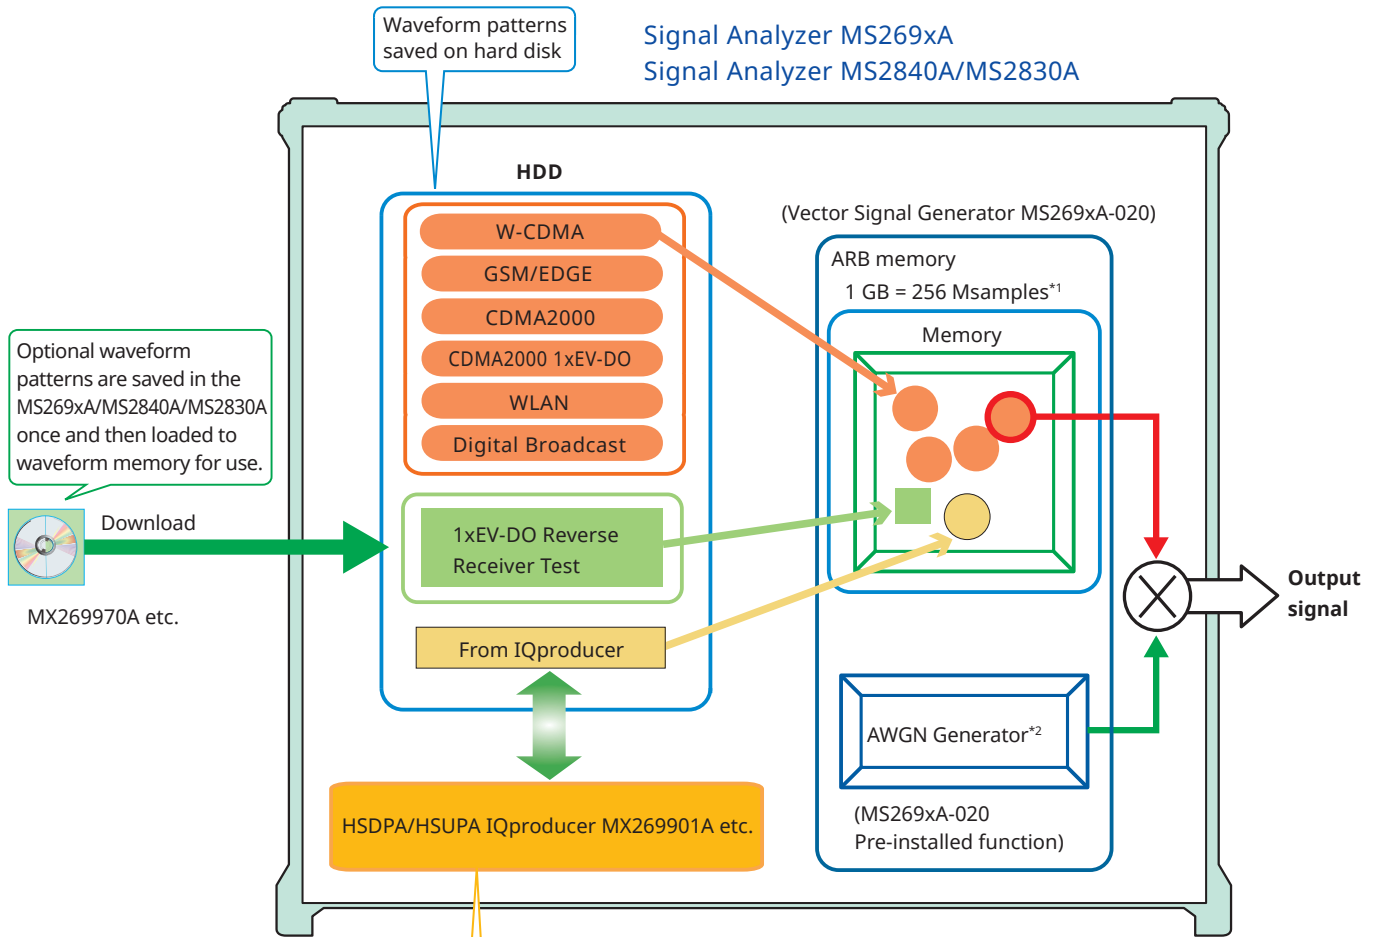 Waveform patterns
saved on hard disk
Signal Analyzer MS269xA
Signal Analyzer MS2840A/MS2830A
HDD
W-CDMA
GSM/EDGE
CDMA2000
CDMA2000 1xEV-DO
WLAN
Digital Broadcast
1xEV-DO Reverse
Receiver Test
From IQproducer
HSDPA/HSUPA IQproducer MX269901A etc.
Optional waveform
patterns are saved in the
MS269xA/MS2840A/MS2830A
once and then loaded to
waveform memory for use.
Download
MX269970A etc.
(Vector Signal Generator MS269xA-020)
ARB memory
1 GB = 256 Msamples*1
Memory
AWGN Generator*2
(MS269xA-020
Pre-installed function)
Output
signal